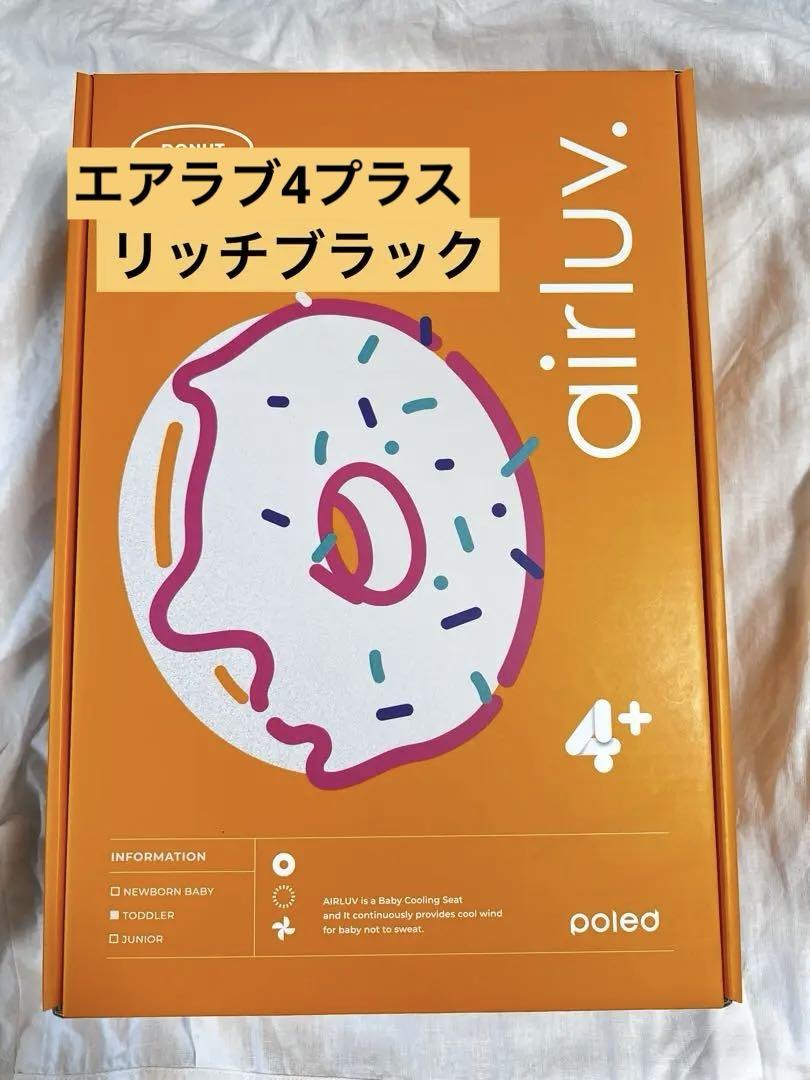 エアラブ4プラス
リッチブラック
airluv.
4+
INFORMATION
NEWBORN BABY
TODDLER
JUNIOR
AIRLUV is a Baby Cooling Seat
and It continuously provides cool wind
for baby not to sweat.
poled